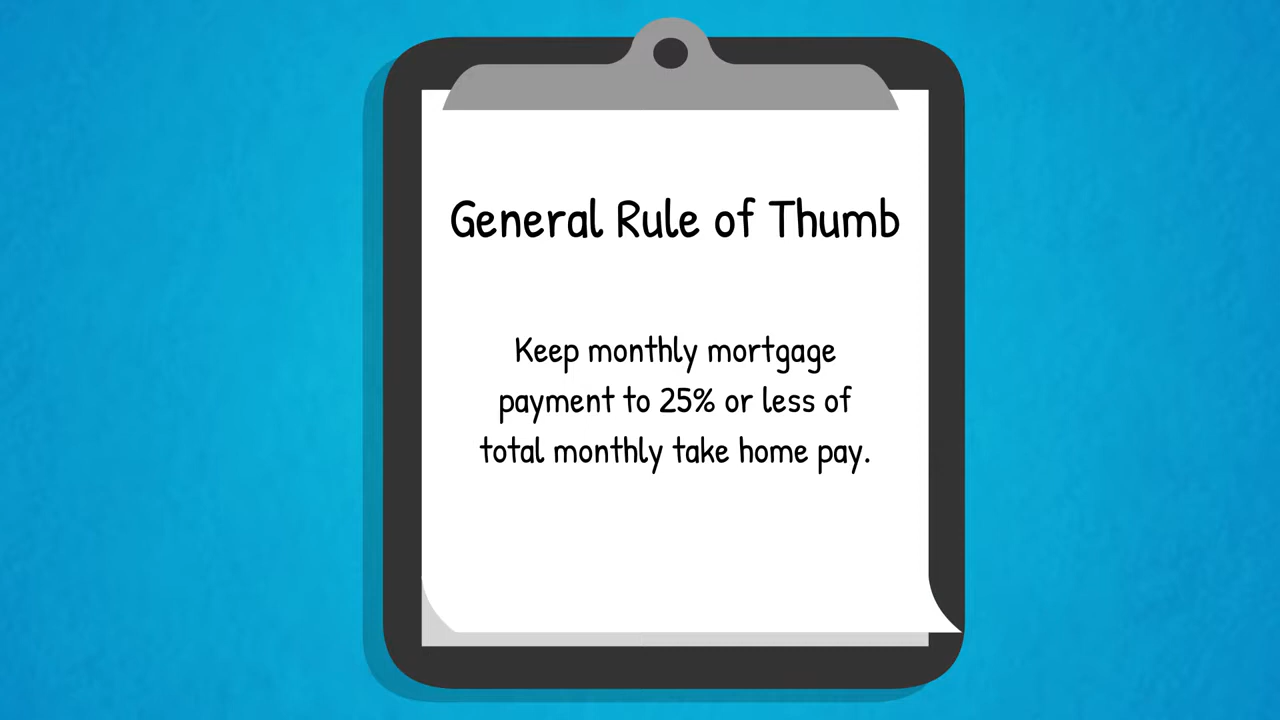 General Rule of Thumb
Keep monthly mortgage
payment to 25% or less of
total monthly take home pay.